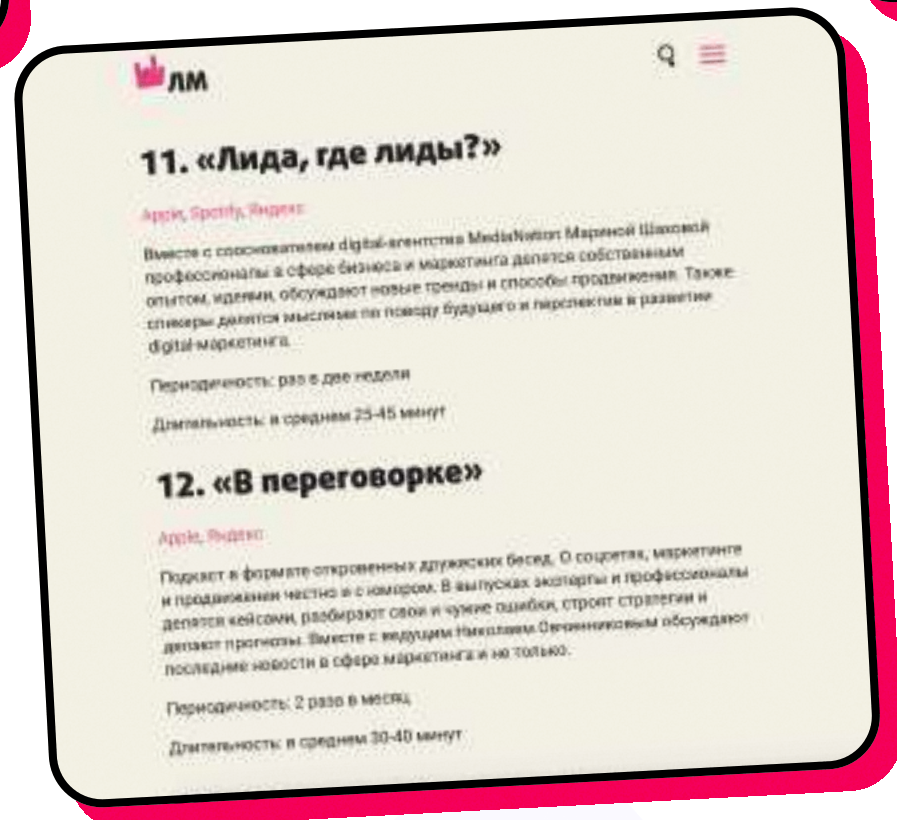 ЛМ
11. «Лида, где лиды?»
Apple, Spotify, Яндекс
Вместе с сооснователем digital-агентства MediaNation Мариной Шаховой
профессионалы в сфере бизнеса и маркетинга делятся собственным
опытом, идеями, обсуждают новые тренды и способы продвижения. Также
спикеры делятся мыслями по поводу будущего и перспектив в развитии
digital-маркетинга.
Периодичность: раз в две недели
Длительность: в среднем 25-45 минут
12. «В переговорке»
Apple, Яндекс
Подкаст в формате откровенных дружеских бесед. О соцсетях, маркетинге
и продвижении честно и с юмором. В выпусках эксперты и профессионалы
делятся кейсами, разбирают свои и чужие ошибки, строят стратегии и
делают прогнозы. Вместе с ведущим Николаем Овчинниковым обсуждают
последние новости в сфере маркетинга и не только.
Периодичность: 2 раза в месяц
Длительность: в среднем 30-40 минут